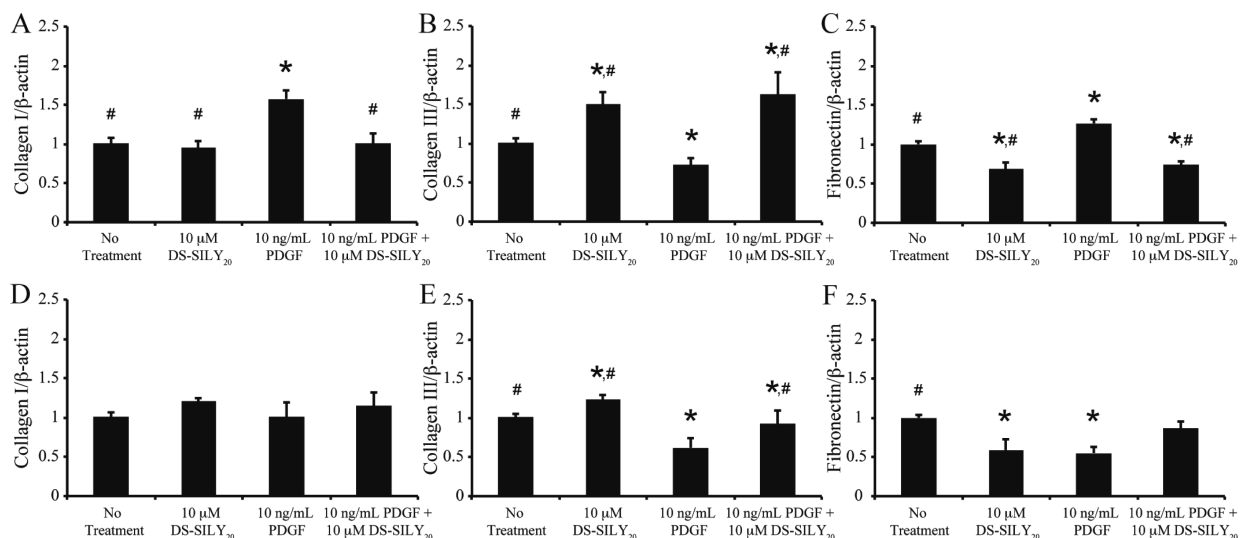 A
Collagen I/β-actin
2.5
2
1.5
1
0.5
0
#
#
*
#
No
Treatment
10 μM
DS-SILY20
10 ng/mL
PDGF
10 ng/mL PDGF +
10 μM DS-SILY20
B
Collagen III/β-actin
2.5
2
1.5
1
0.5
0
#
*,#
*
*,#
No
Treatment
10 μM
DS-SILY20
10 ng/mL
PDGF
10 ng/mL PDGF +
10 μM DS-SILY20
C
Fibronectin/β-actin
2.5
2
1.5
1
0.5
0
#
*,#
*
*,#
No
Treatment
10 μM
DS-SILY20
10 ng/mL
PDGF
10 ng/mL PDGF +
10 μM DS-SILY20
D
Collagen I/β-actin
2.5
2
1.5
1
0.5
0
No
Treatment
10 μM
DS-SILY20
10 ng/mL
PDGF
10 ng/mL PDGF +
10 μM DS-SILY20
E
Collagen III/β-actin
2.5
2
1.5
1
0.5
0
#
*,#
*
*,#
No
Treatment
10 μM
DS-SILY20
10 ng/mL
PDGF
10 ng/mL PDGF +
10 μM DS-SILY20
F
Fibronectin/β-actin
2.5
2
1.5
1
0.5
0
#
*
*
No
Treatment
10 μM
DS-SILY20
10 ng/mL
PDGF
10 ng/mL PDGF +
10 μM DS-SILY20